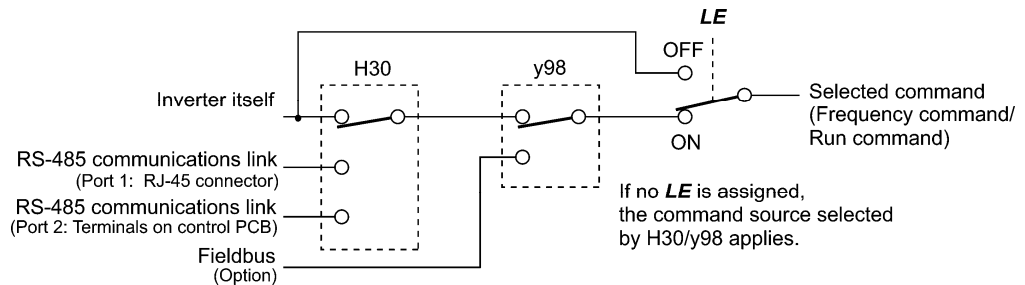 LE
OFF
H30
y98
Inverter itself
Selected command
(Frequency command/
Run command)
ON
RS-485 communications link
(Port 1: RJ-45 connector)
RS-485 communications link
(Port 2: Terminals on control PCB)
Fieldbus
(Option)
If no LE is assigned,
the command source selected
by H30/y98 applies.